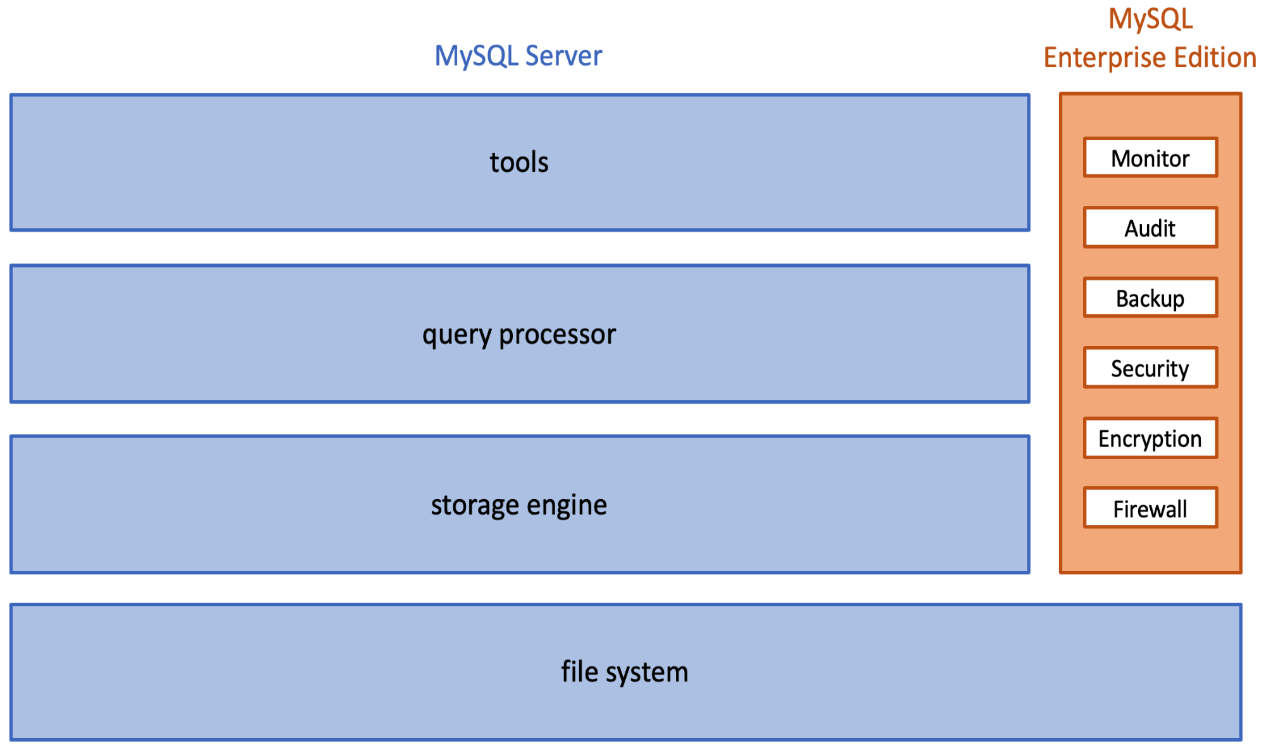 MySQL Server
MySQL
Enterprise Edition
tools
query processor
storage engine
file system
Monitor
Audit
Backup
Security
Encryption
Firewall